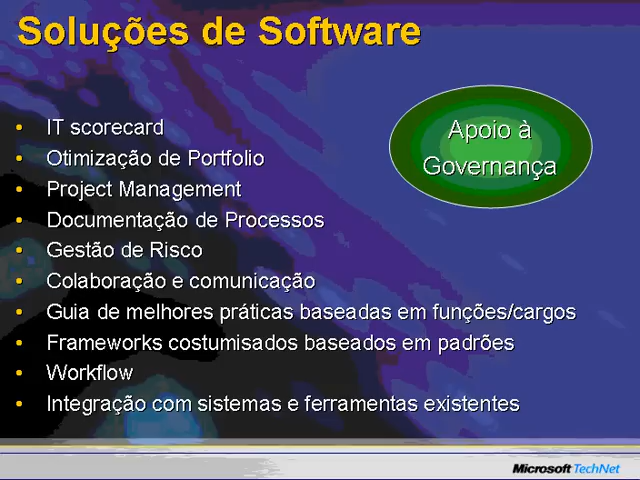 Soluções de Software
Apoio à
Governança
• IT scorecard
• Otimização de Portfolio
• Project Management
• Documentação de Processos
• Gestão de Risco
• Colaboração e comunicação
• Guia de melhores práticas baseadas em funções/cargos
• Frameworks costumisados baseados em padrões
• Workflow
• Integração com sistemas e ferramentas existentes
Microsoft TechNet